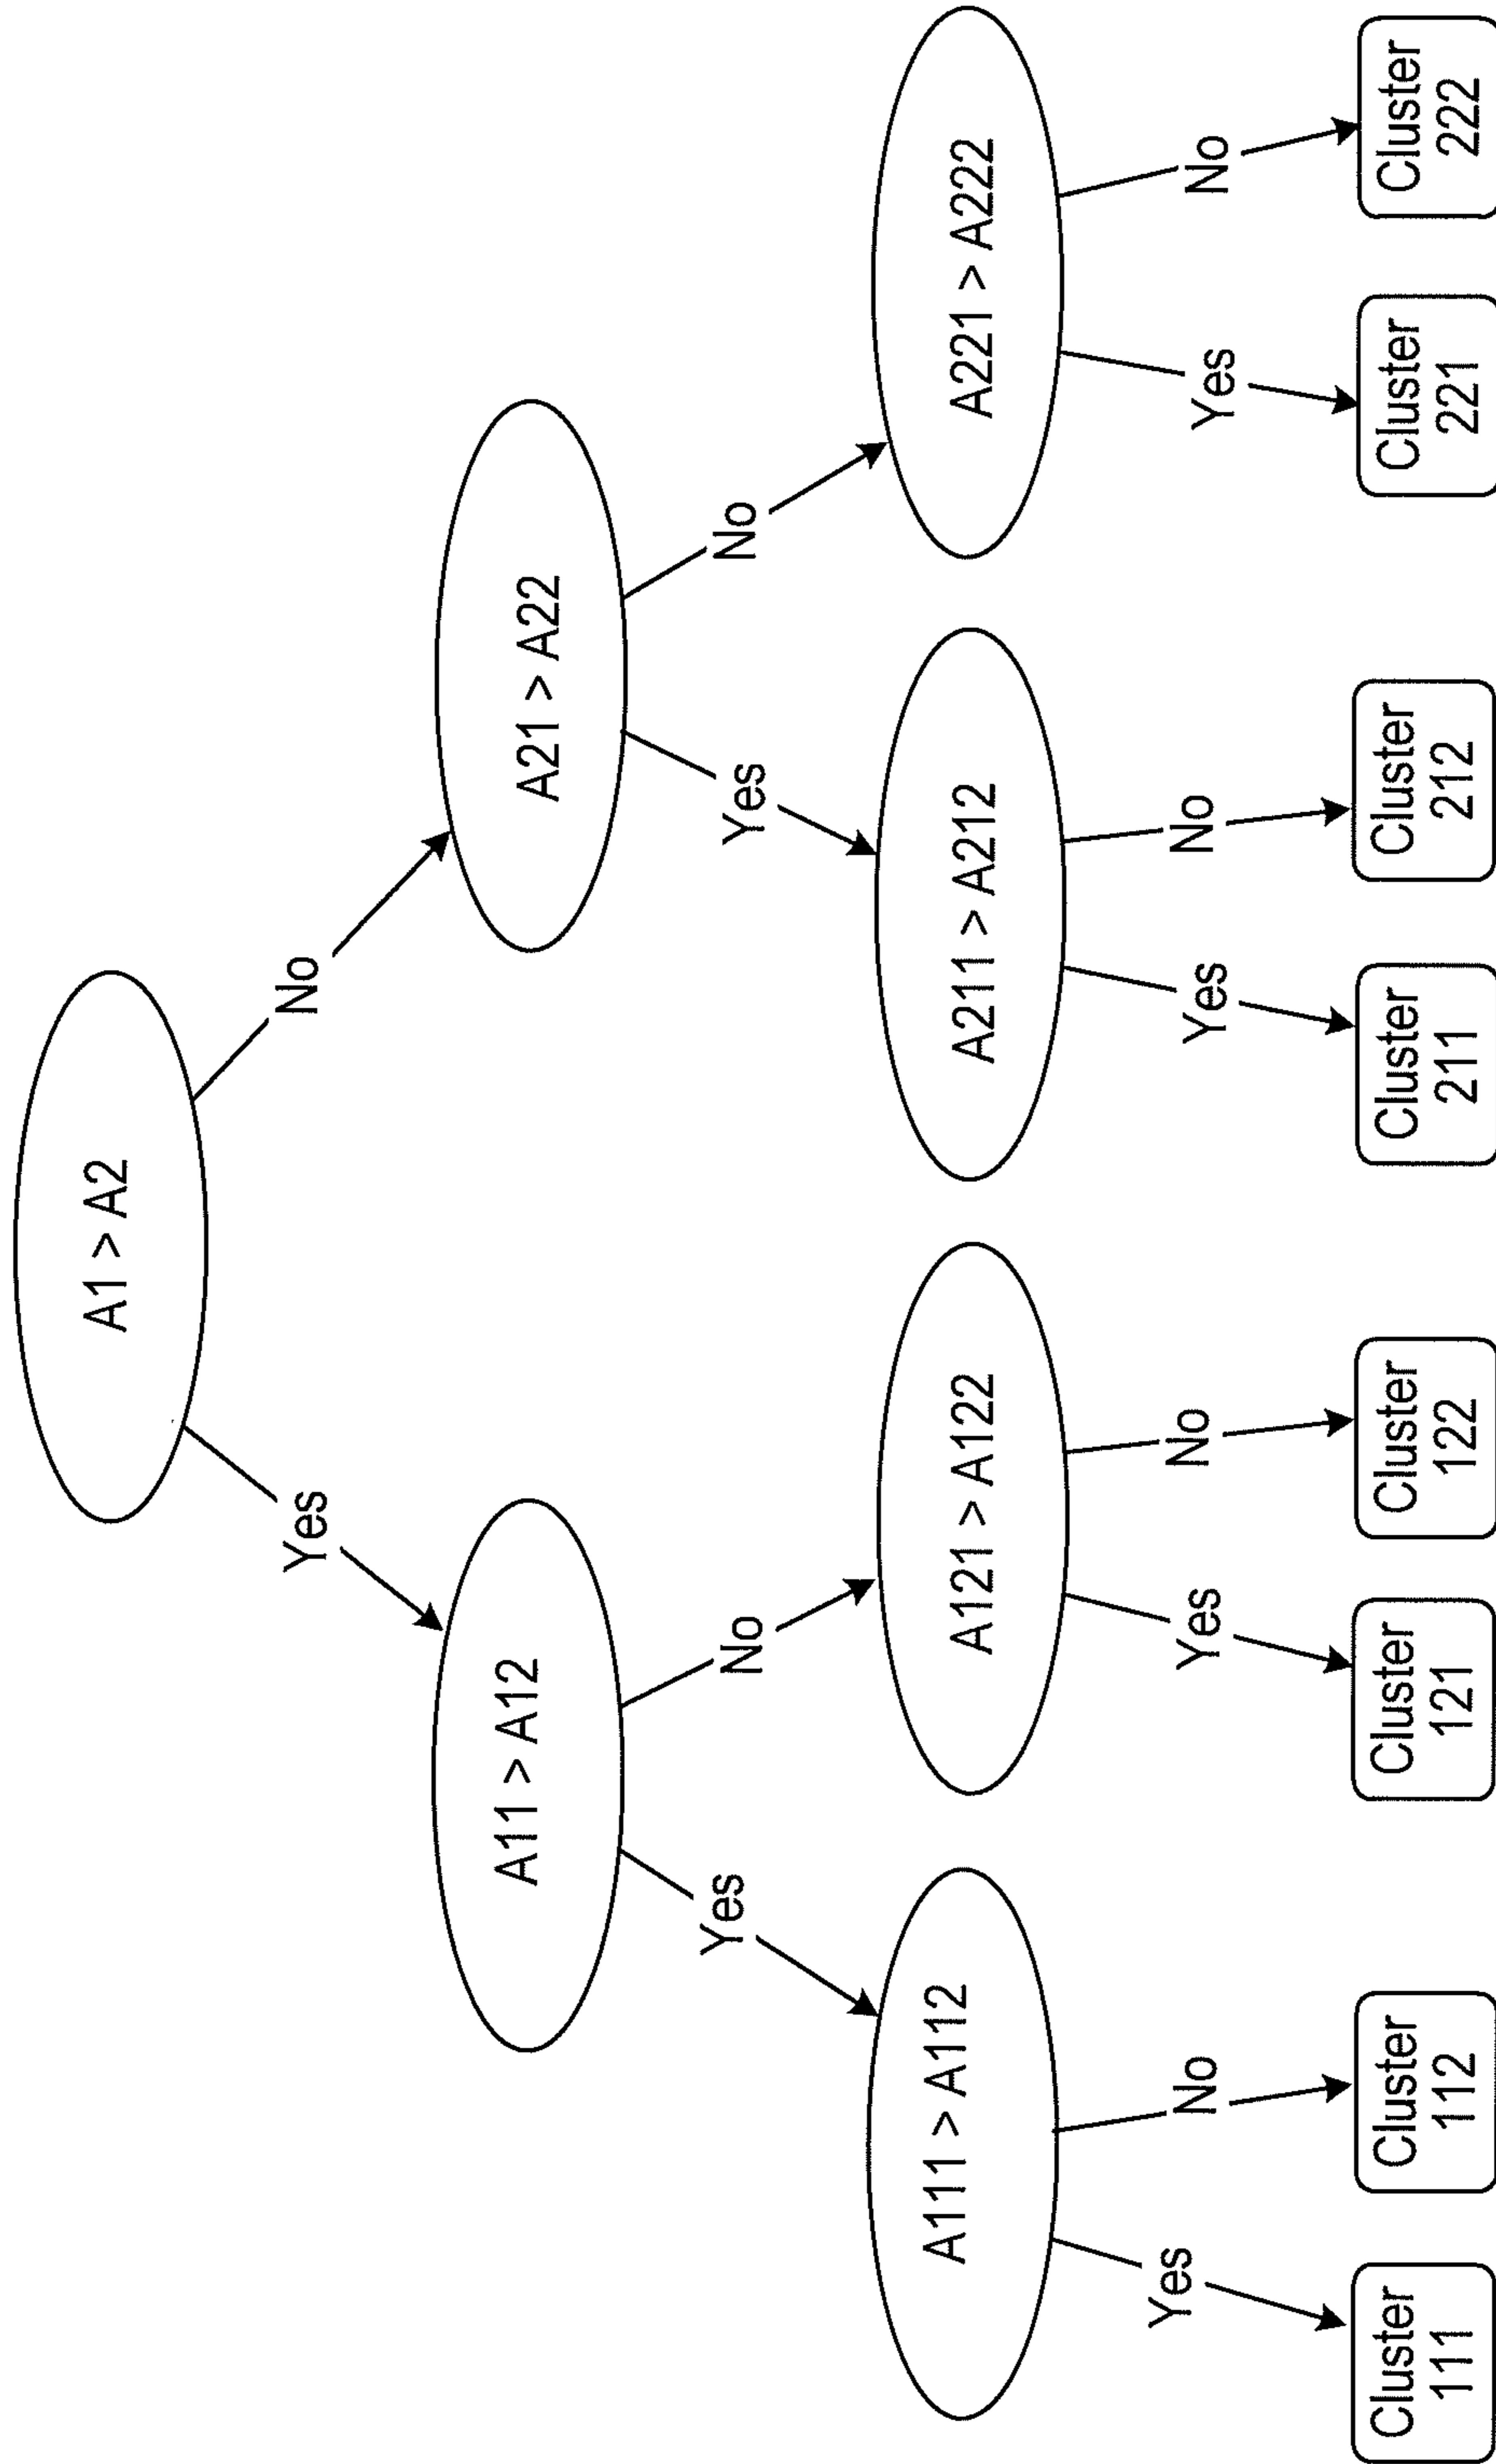 A1 > A2
Yes
No
A11 > A12
A21 > A22
Yes
No
Yes
No
A111 > A112
A121 > A122
A211 > A212
A221 > A222
Yes
No
Yes
No
Yes
No
Yes
No
Cluster
111
Cluster
112
Cluster
121
Cluster
122
Cluster
211
Cluster
212
Cluster
221
Cluster
222